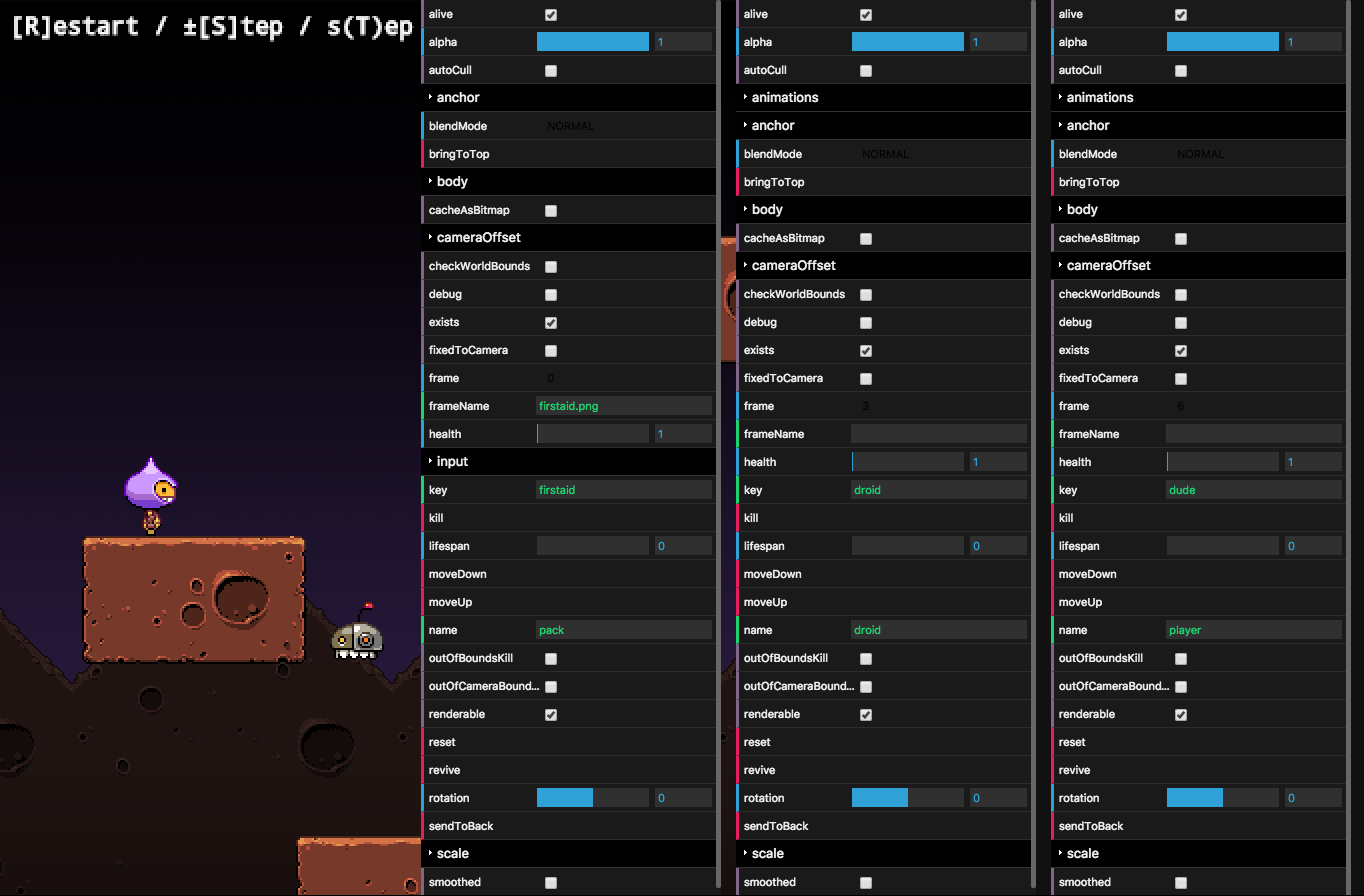 [R]estart / ±[S]tep / s(T)ep
alive
alpha 1
autoCull
anchor
blendMode NORMAL
bringToTop
body
cacheAsBitmap
cameraOffset
checkWorldBounds
debug
exists
fixedToCamera
frame 0
frameName firstaid.png
health 1
input
key firstaid
kill
lifespan 0
moveDown
moveUp
name pack
outOfBoundsKill
outOfCameraBound...
renderable
reset
revive
rotation 0
sendToBack
scale
smoothed
alive
alpha 1
autoCull
animations
anchor
blendMode NORMAL
bringToTop
body
cacheAsBitmap
cameraOffset
checkWorldBounds
debug
exists
fixedToCamera
frame 3
frameName
health 1
key droid
kill
lifespan 0
moveDown
moveUp
name droid
outOfBoundsKill
outOfCameraBound...
renderable
reset
revive
rotation 0
sendToBack
scale
smoothed
alive
alpha 1
autoCull
animations
anchor
blendMode NORMAL
bringToTop
body
cacheAsBitmap
cameraOffset
checkWorldBounds
debug
exists
fixedToCamera
frame 6
frameName
health 1
key dude
kill
lifespan 0
moveDown
moveUp
name player
outOfBoundsKill
outOfCameraBound...
renderable
reset
revive
rotation 0
sendToBack
scale
smoothed